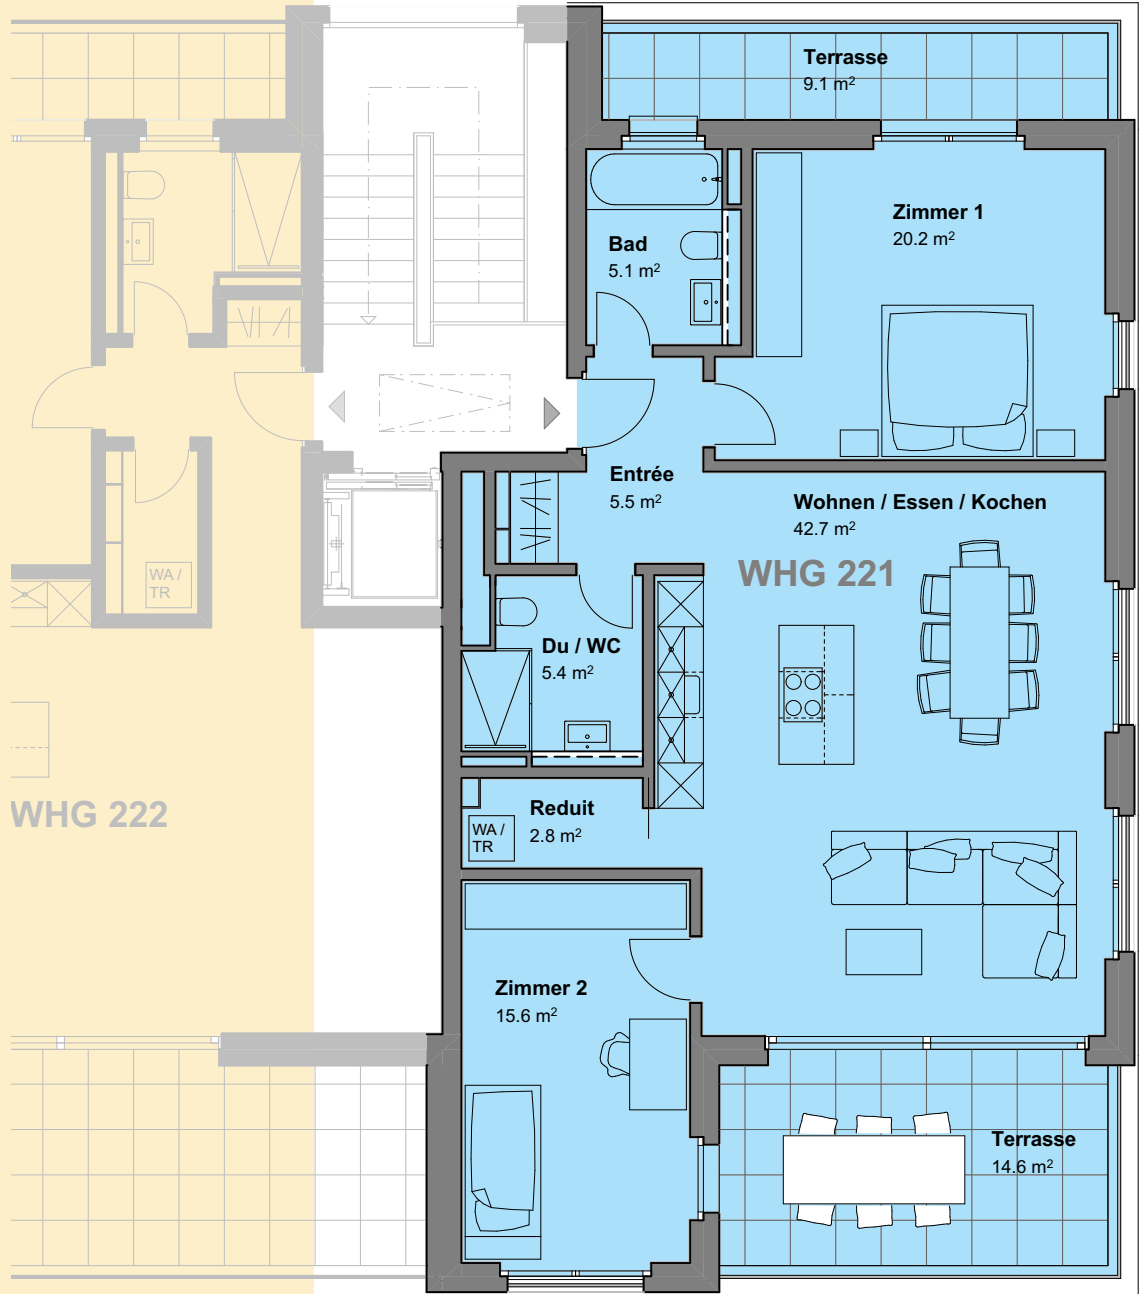 Terrasse
9.1 m²
Zimmer 1
20.2 m²
Bad
5.1 m²
Entrée
5.5 m²
Wohnen / Essen / Kochen
42.7 m²
WHG 221
WA /
TR
Du / WC
5.4 m²
WHG 222
Reduit
2.8 m²
WA /
TR
Zimmer 2
15.6 m²
Terrasse
14.6 m²